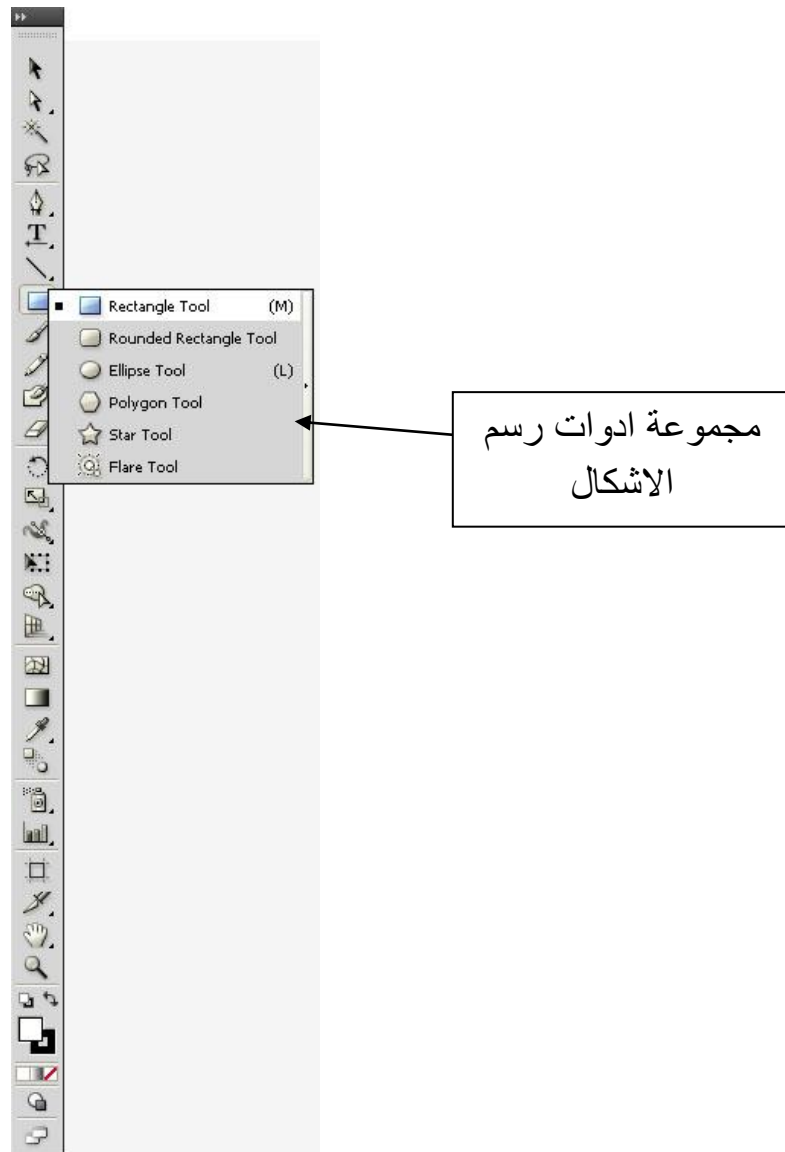 Rectangle Tool (M)
Rounded Rectangle Tool
Ellipse Tool (L)
Polygon Tool
Star Tool
Flare Tool
مجموعة ادوات رسم
الاشكال